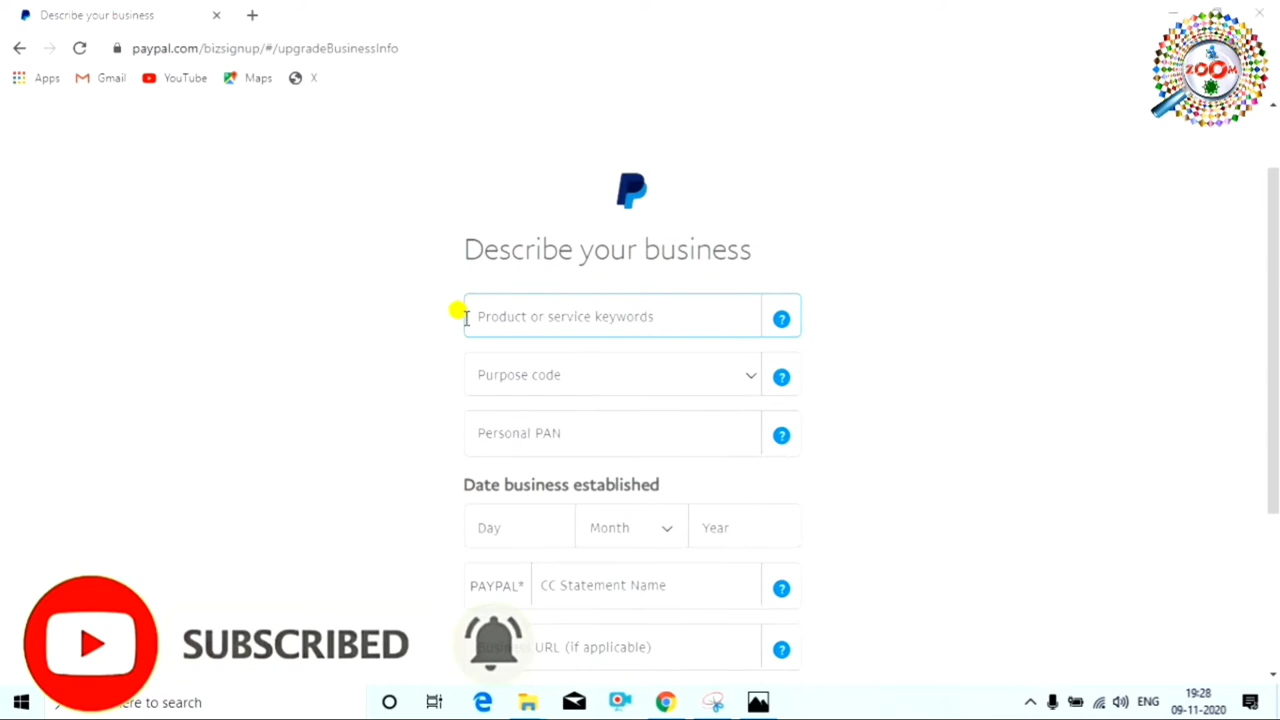 Describe your business
paypal.com/bizsignup/#/upgradeBusinessInfo
Apps
Gmail
YouTube
Maps
X
ZOOM
Describe your business
Product or service keywords
?
Purpose code
?
Personal PAN
?
Date business established
Day
Month
Year
PAYPAL*
CC Statement Name
?
SUBSCRIBED
URL (if applicable)
?
here to search
ENG
19:28
09-11-2020